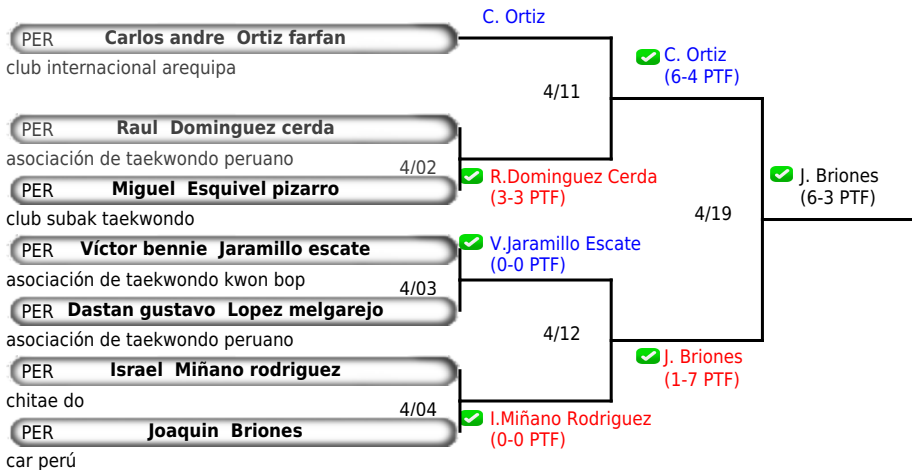 C. Ortiz
PER Carlos andre Ortiz farfan
club internacional arequipa
C. Ortiz
(6-4 PTF)
4/11
PER Raul Dominguez cerda
asociación de taekwondo peruano
4/02
R.Dominguez Cerda
(3-3 PTF)
PER Miguel Esquivel pizarro
club subak taekwondo
J. Briones
(6-3 PTF)
4/19
PER Víctor bennie Jaramillo escate
asociación de taekwondo kwon bop
V.Jaramillo Escate
(0-0 PTF)
4/03
PER Dastan gustavo Lopez melgarejo
asociación de taekwondo peruano
4/12
PER Israel Miñano rodriguez
chitae do
J. Briones
(1-7 PTF)
4/04
I.Miñano Rodriguez
(0-0 PTF)
PER Joaquin Briones
car perú